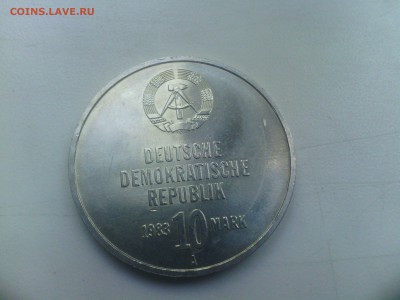 COINS.LAVE.RU
DEUTSCHE
DEMOKRATISCHE
REPUBLIK
1983 10 MARK
A